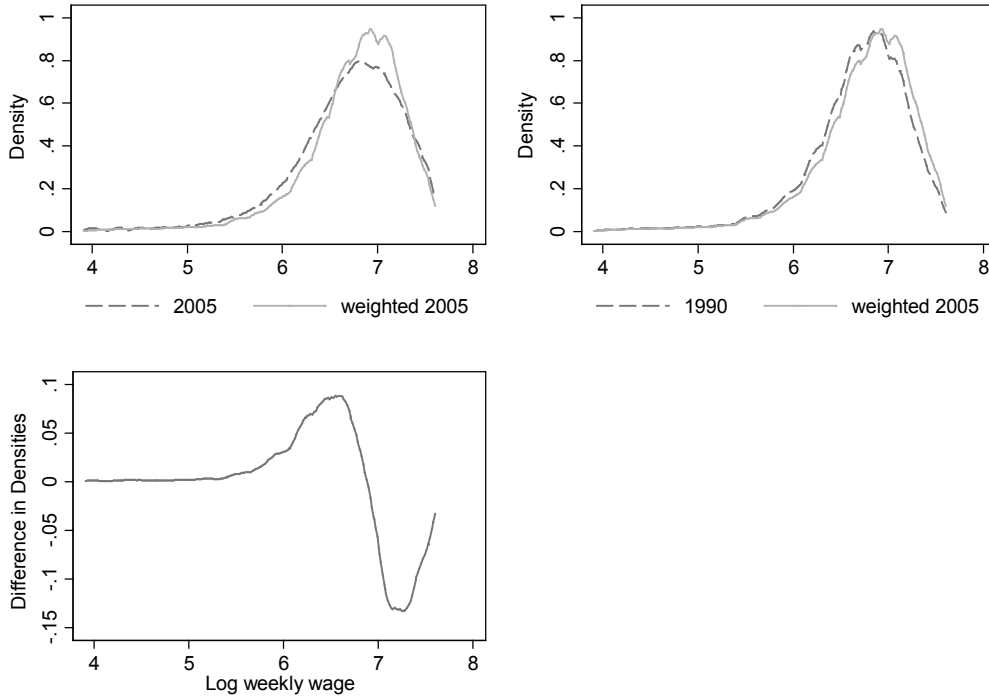 Density
0 .2 .4 .6 .8 1
4 5 6 7 8
2005 weighted 2005
Density
0 .2 .4 .6 .8 1
4 5 6 7 8
1990 weighted 2005
Difference in Densities
-.15 -.1 -.05 0 .05 .1
4 5 6 7 8
Log weekly wage